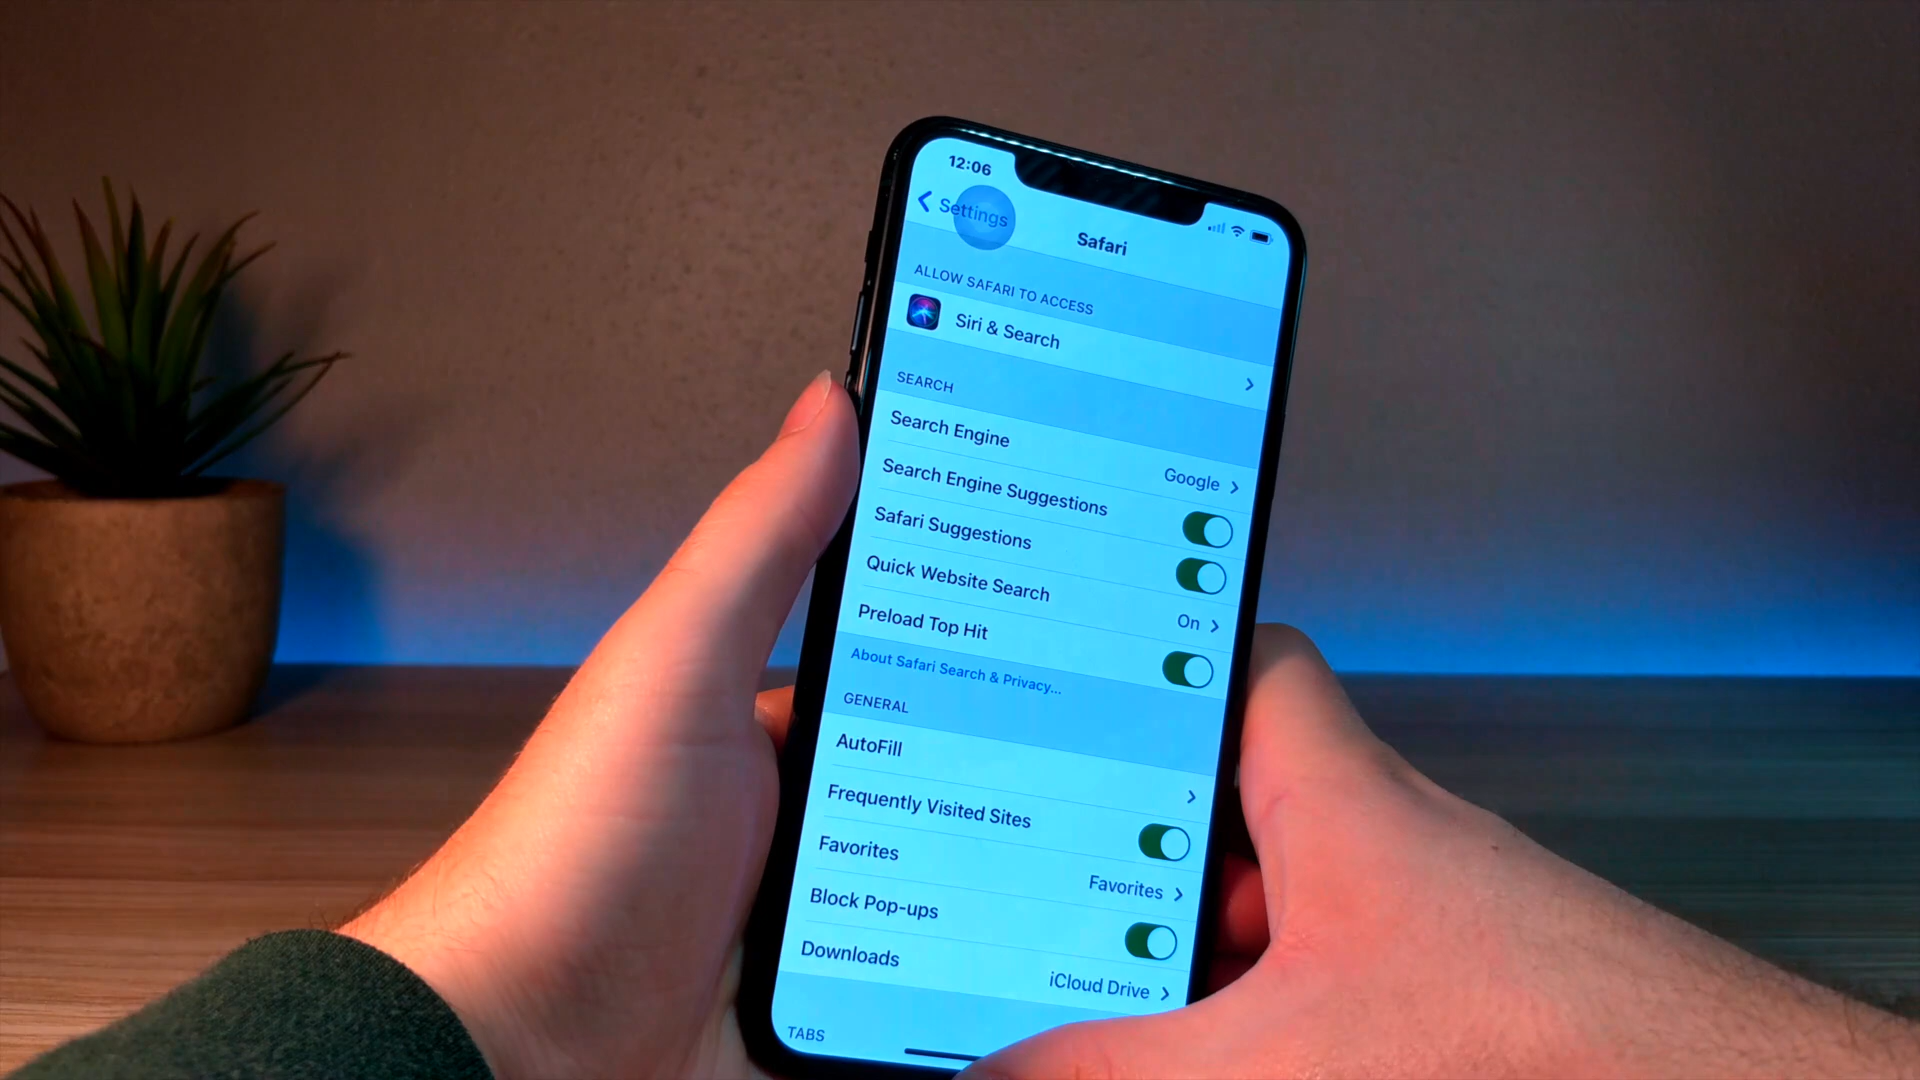 12:06
Settings
Safari
ALLOW SAFARI TO ACCESS
Siri & Search
SEARCH
Search Engine
Google
Search Engine Suggestions
Safari Suggestions
Quick Website Search
On
Preload Top Hit
About Safari Search & Privacy...
GENERAL
AutoFill
Frequently Visited Sites
Favorites
Favorites
Block Pop-ups
Downloads
iCloud Drive
TABS